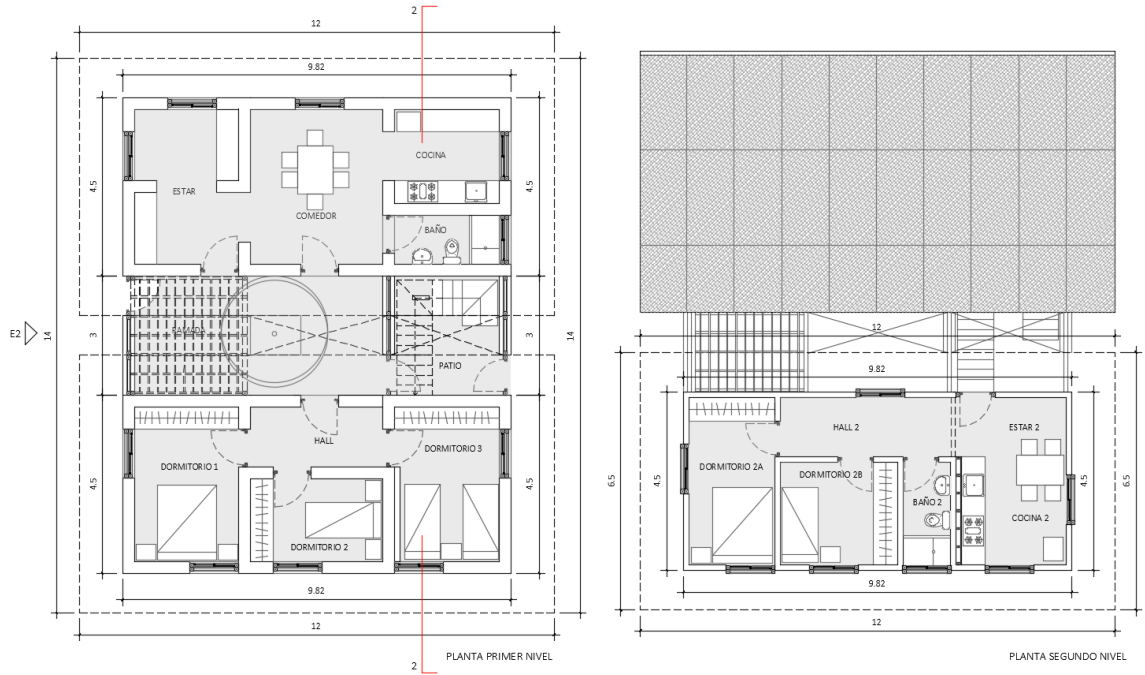 2
12
9.82
4.5
4.5
COCINA
ESTAR
COMEDOR
BAÑO
E2
14
3
RAMADA
3
14
PATIO
HALL
DORMITORIO 1
DORMITORIO 3
4.5
4.5
DORMITORIO 2
9.82
12
2
PLANTA PRIMER NIVEL
12
9.82
HALL 2
ESTAR 2
DORMITORIO 2A
DORMITORIO 2B
6.5
4.5
4.5
6.5
BAÑO 2
COCINA 2
9.82
12
PLANTA SEGUNDO NIVEL